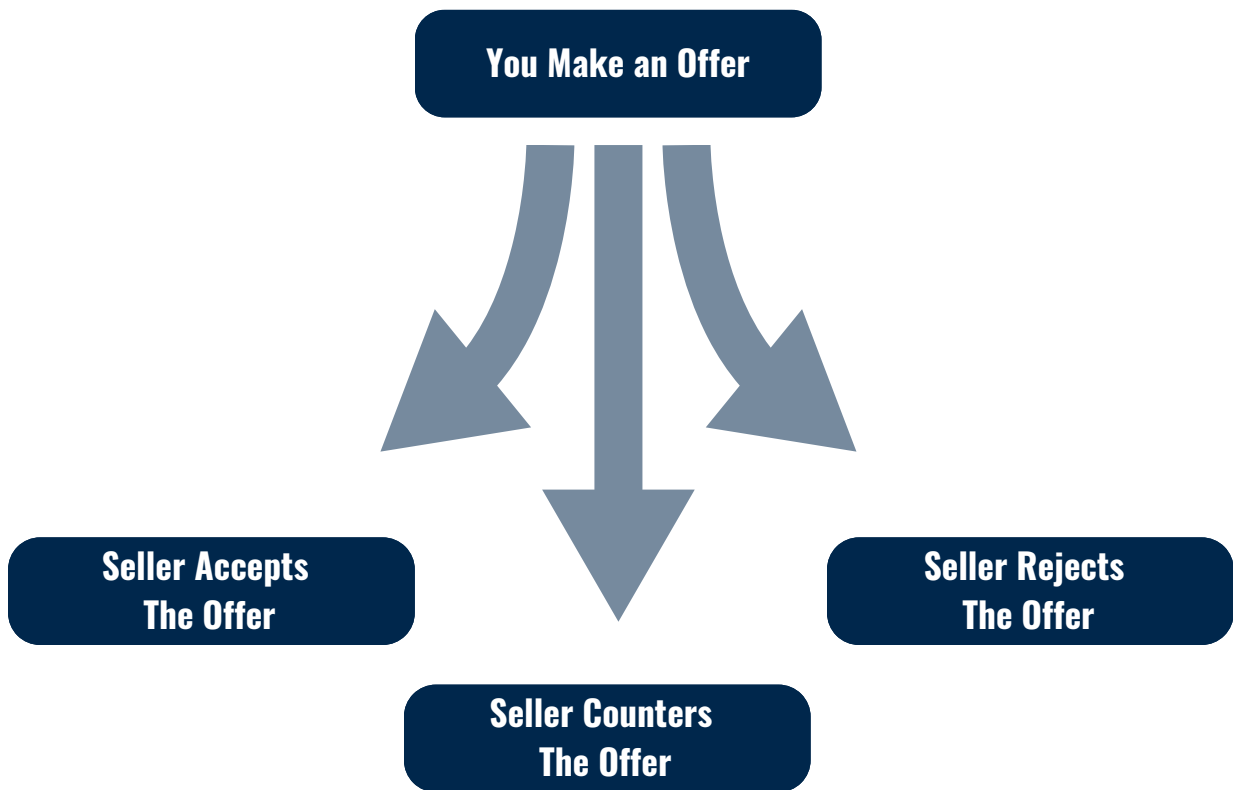 You Make an Offer
Seller Accepts
The Offer
Seller Rejects
The Offer
Seller Counters
The Offer